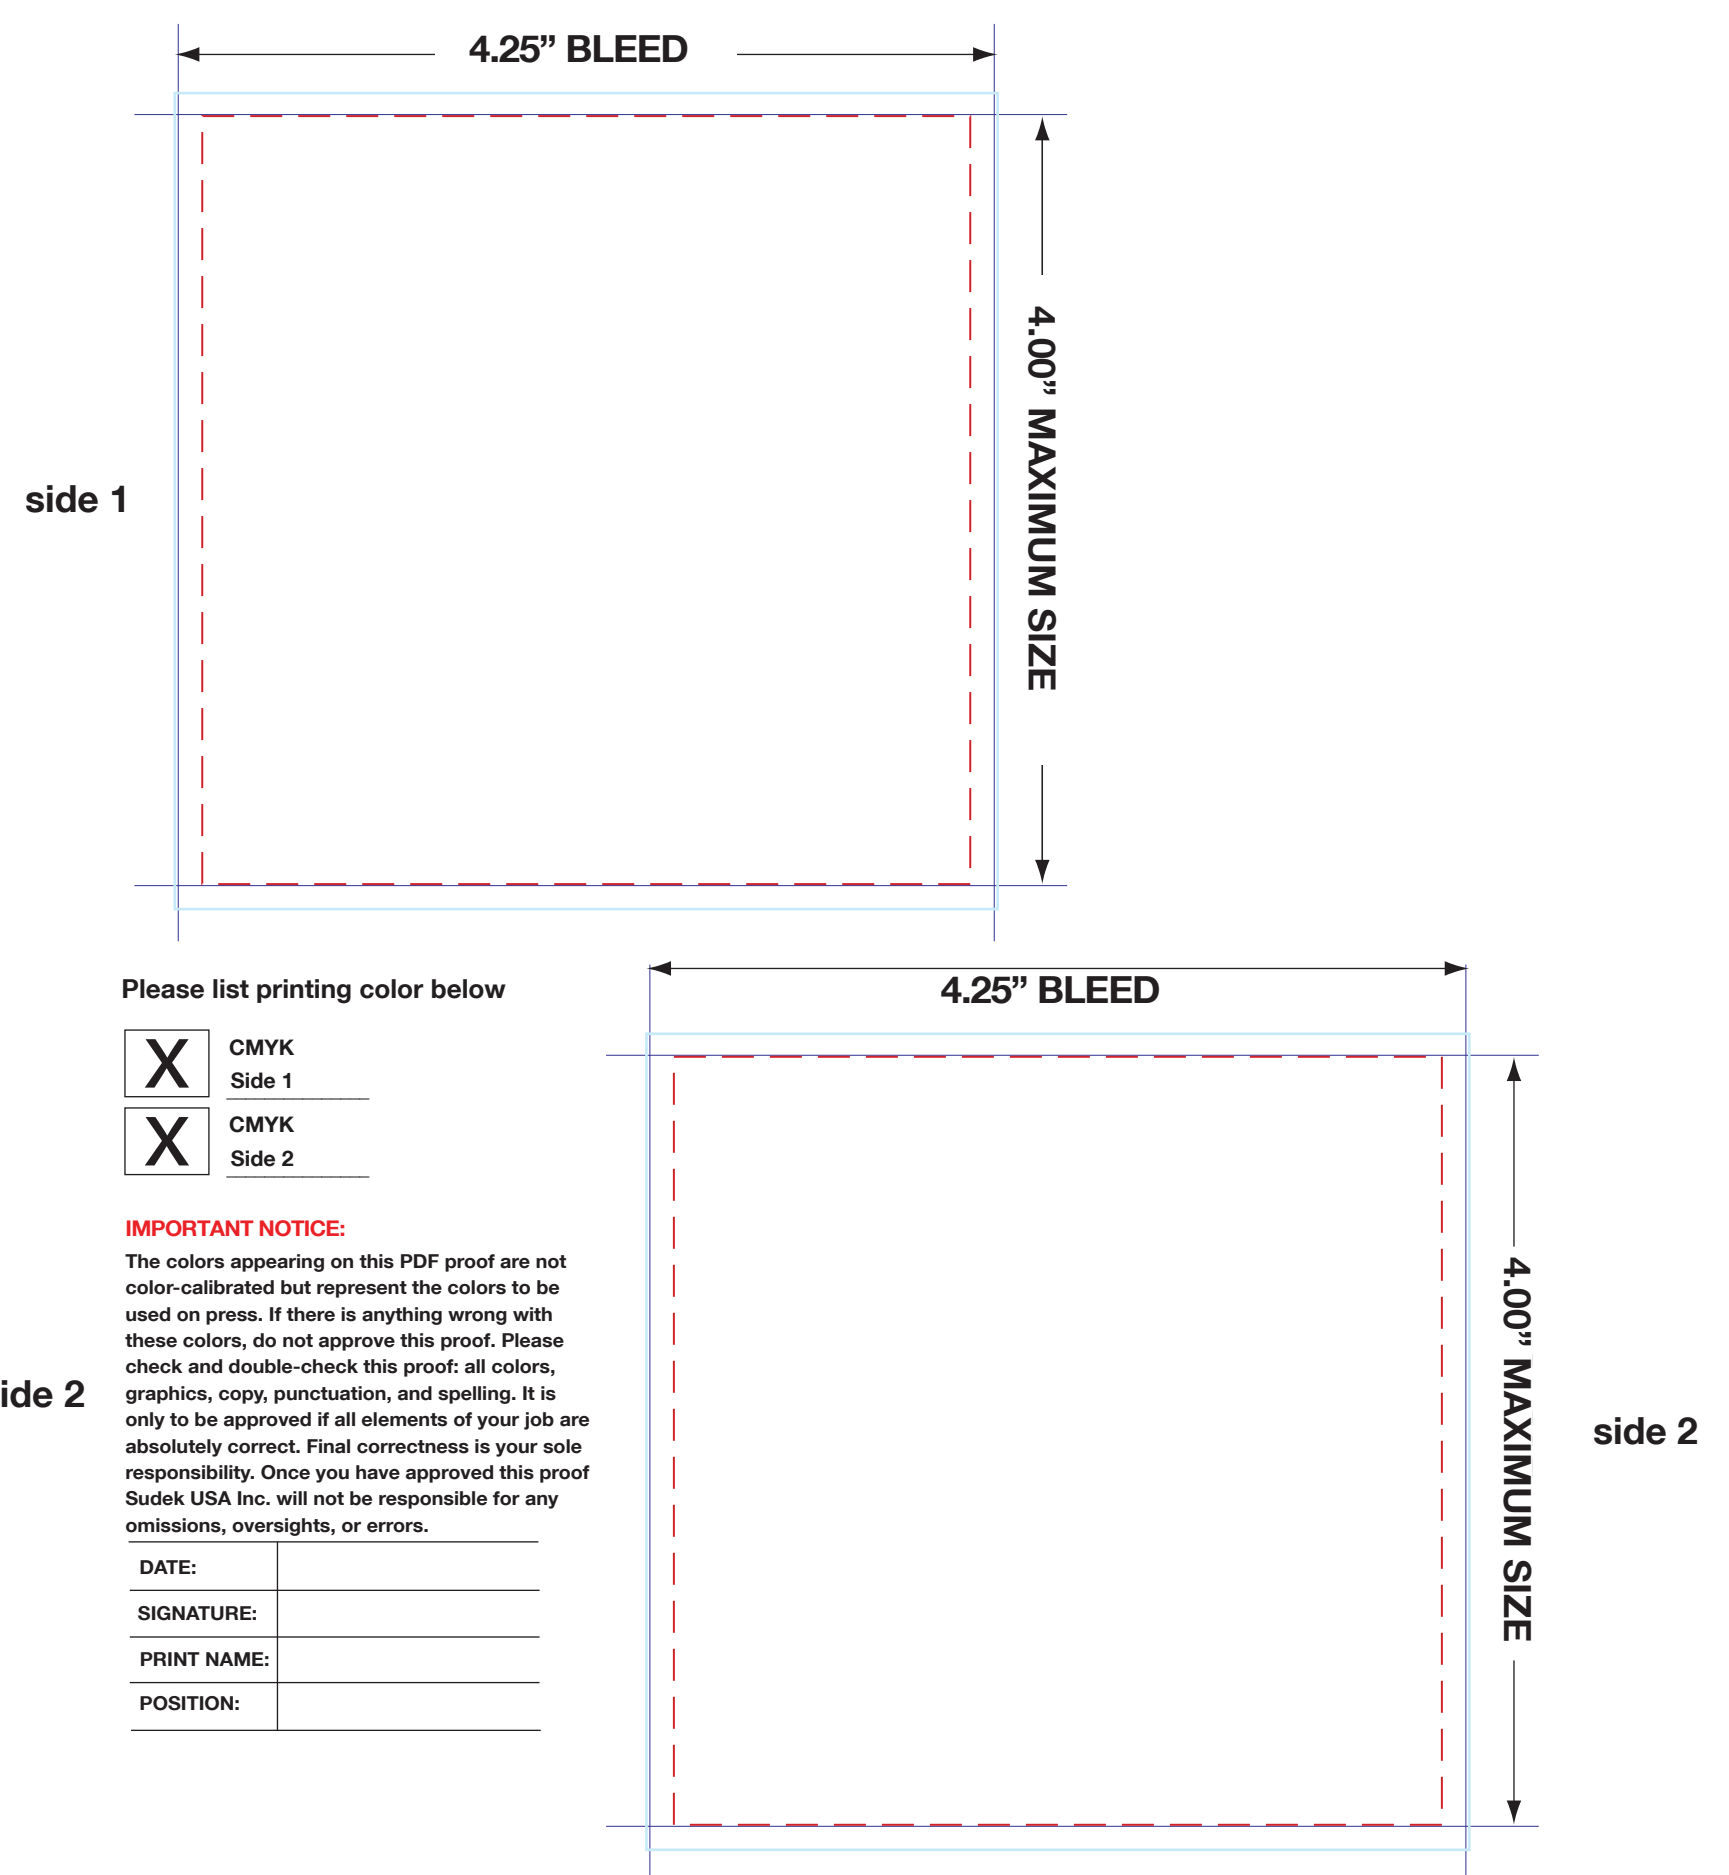 4.25” BLEED
4.00” MAXIMUM SIZE
side 1
Please list printing color below
X
CMYK
Side 1
X
CMYK
Side 2
IMPORTANT NOTICE:
The colors appearing on this PDF proof are not
color-calibrated but represent the colors to be
used on press. If there is anything wrong with
these colors, do not approve this proof. Please
check and double-check this proof: all colors,
graphics, copy, punctuation, and spelling. It is
only to be approved if all elements of your job are
absolutely correct. Final correctness is your sole
responsibility. Once you have approved this proof
Sudek USA Inc. will not be responsible for any
omissions, oversights, or errors.
DATE:
SIGNATURE:
PRINT NAME:
POSITION:
ide 2
4.25” BLEED
4.00” MAXIMUM SIZE
side 2